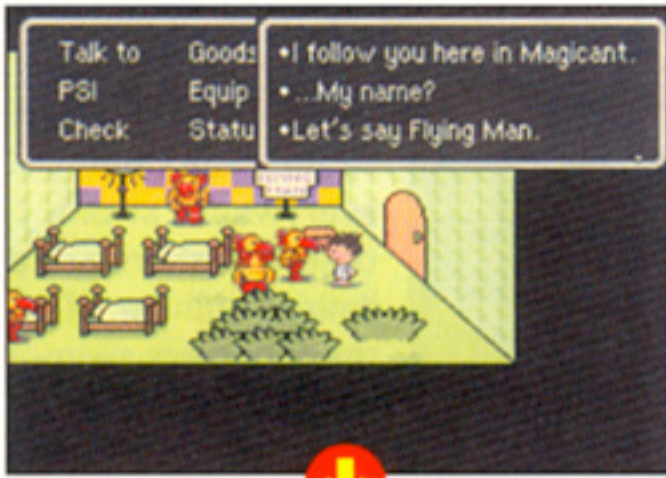 Talk to Goods
PSI Equip
Check Statu
•I follow you here in Magicant.
•...My name?
•Let's say Flying Man.